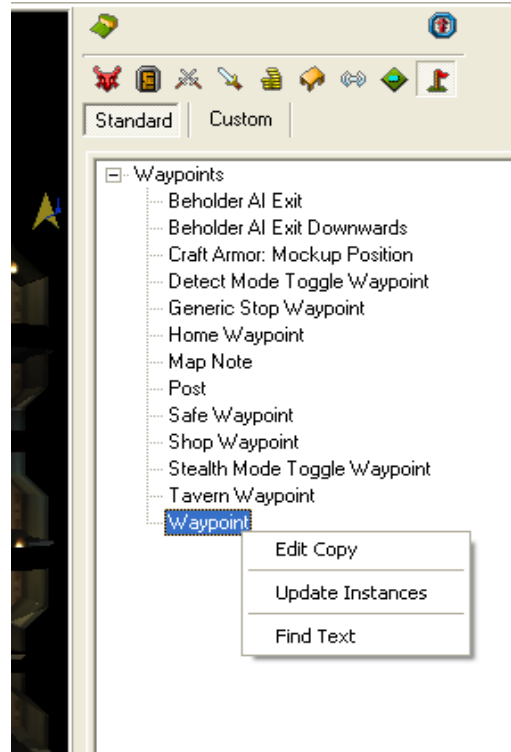 Standard
Custom
Waypoints
Beholder AI Exit
Beholder AI Exit Downwards
Craft Armor: Mockup Position
Detect Mode Toggle Waypoint
Generic Stop Waypoint
Home Waypoint
Map Note
Post
Safe Waypoint
Shop Waypoint
Stealth Mode Toggle Waypoint
Tavern Waypoint
Waypoint
Edit Copy
Update Instances
Find Text